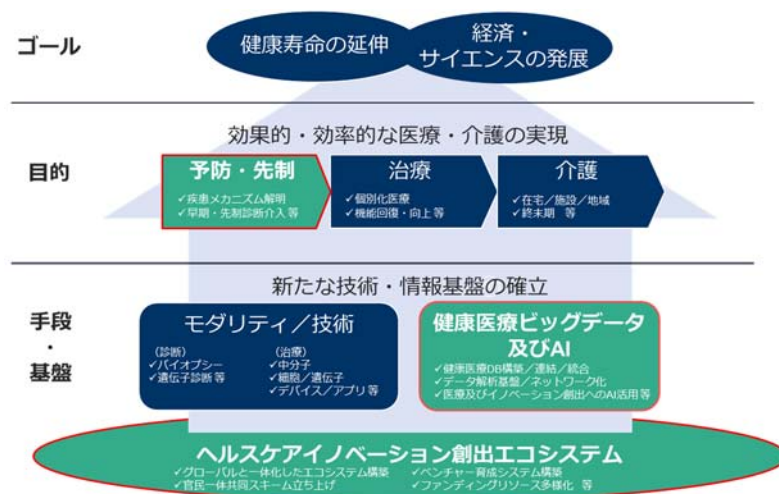 ゴール
健康寿命の延伸
経済・
サイエンスの発展
効果的・効率的な医療・介護の実現
目的
予防・先制
✓疾患メカニズム解明
✓早期・先制診断介入 等
治療
✓個別化医療
✓機能回復・向上 等
介護
✓在宅／施設／地域
✓終末期 等
新たな技術・情報基盤の確立
手段
・
基盤
モダリティ／技術
(診断)
✓バイオプシー
✓遺伝子診断 等
(治療)
✓中分子
✓細胞／遺伝子
✓デバイス／アプリ 等
健康医療ビッグデータ
及びAI
✓健康医療DB構築／連結／統合
✓データ解析基盤／ネットワーク化
✓医療及びイノベーション創出へのAI活用 等
ヘルスケアイノベーション創出エコシステム
✓グローバルと一体化したエコシステム構築
✓官民一体共同スキーム立ち上げ
✓ベンチャー育成システム構築
✓ファンディングリソース多様化 等